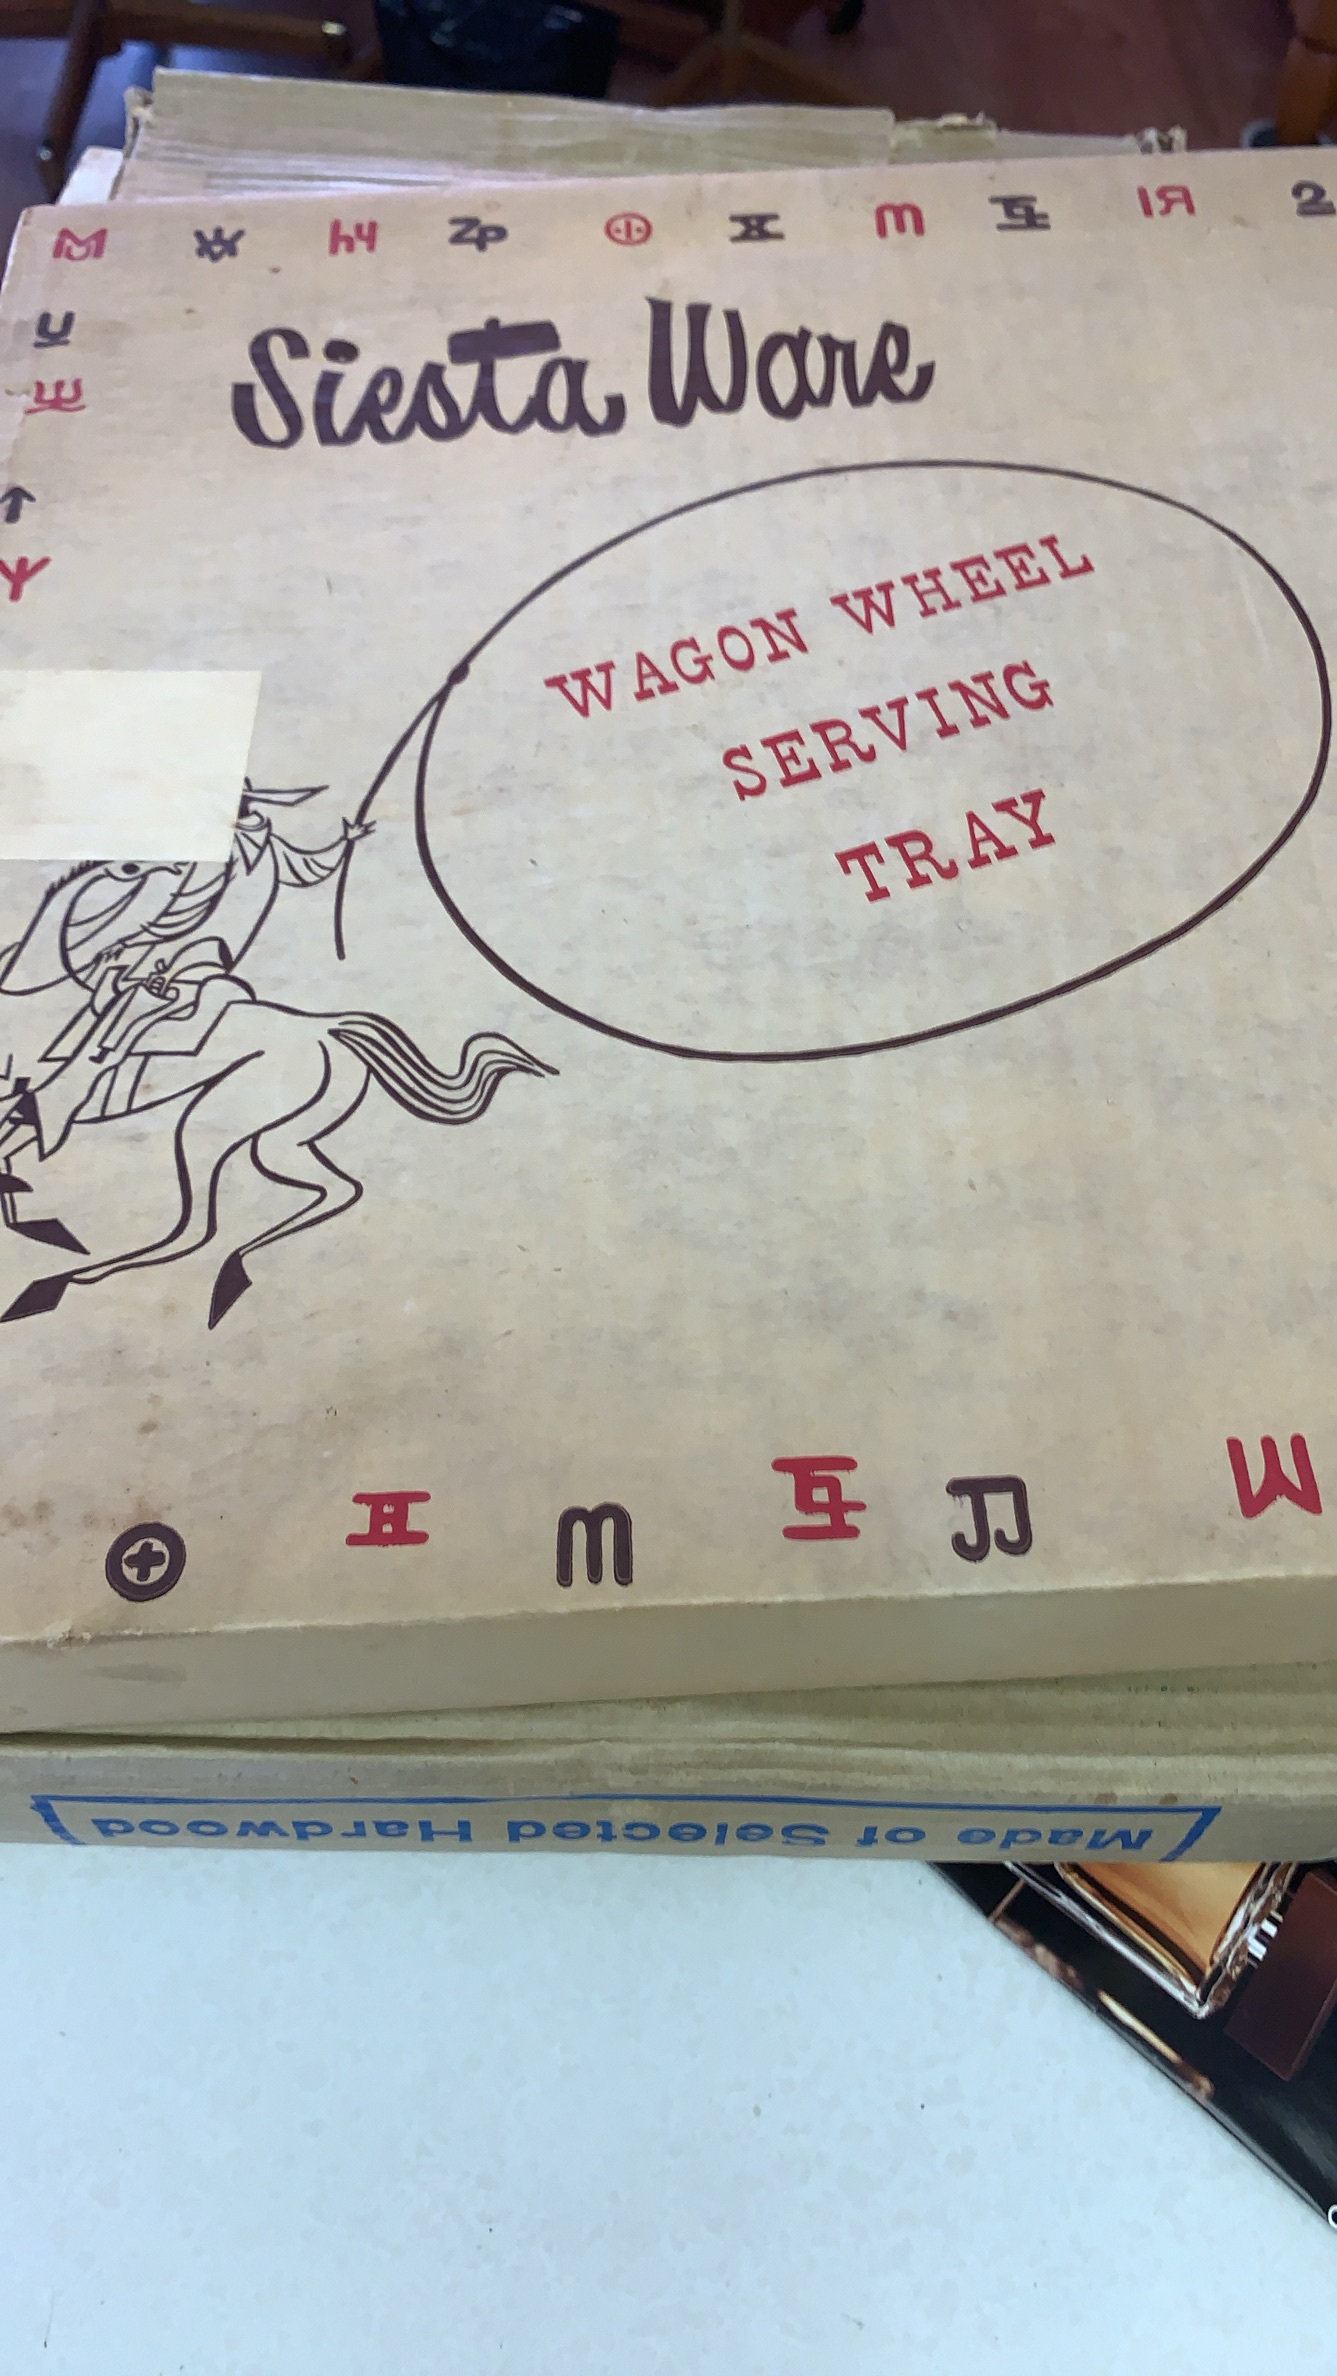 Siesta Ware
WAGON WHEEL
SERVING
TRAY
Made of Selected Hardwood